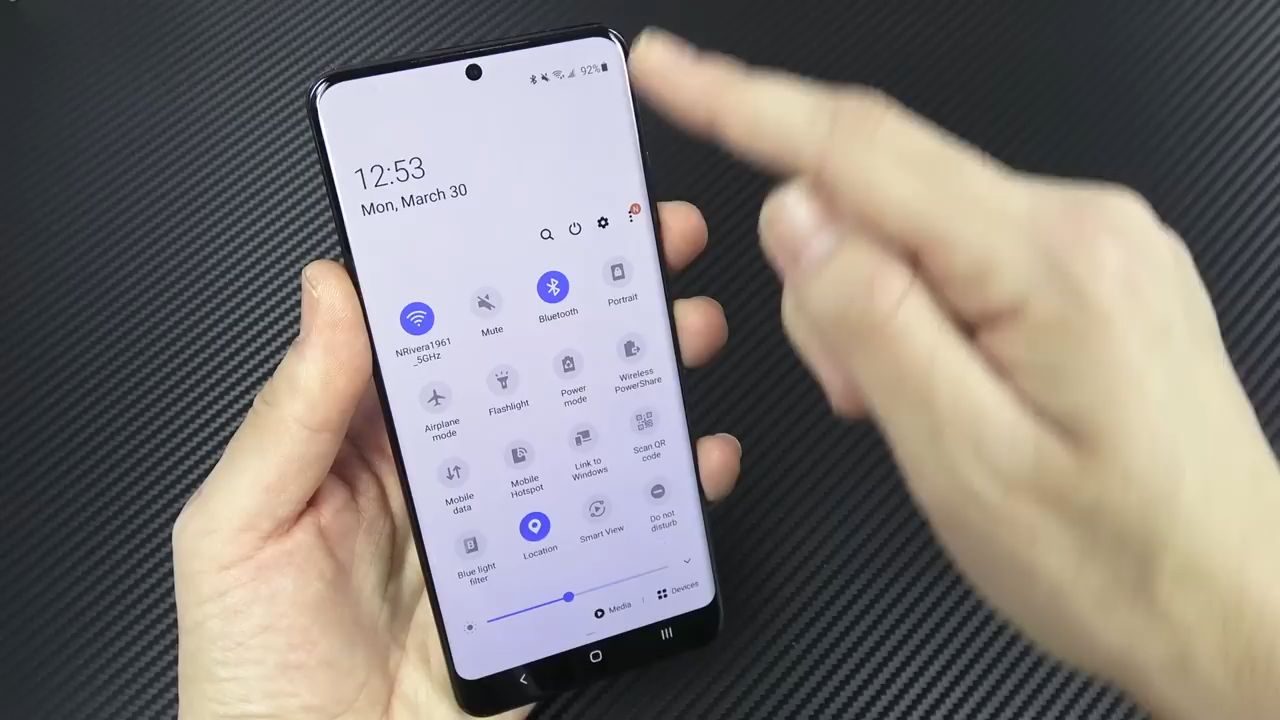 92%
12:53
Mon, March 30
N
NRivera1961
_5GHz
Mute
Bluetooth
Portrait
Airplane
mode
Flashlight
Power
mode
Wireless
PowerShare
Mobile
data
Mobile
Hotspot
Link to
Windows
Scan QR
code
B
Blue light
filter
Location
Smart View
Do not
disturb
Media
Devices